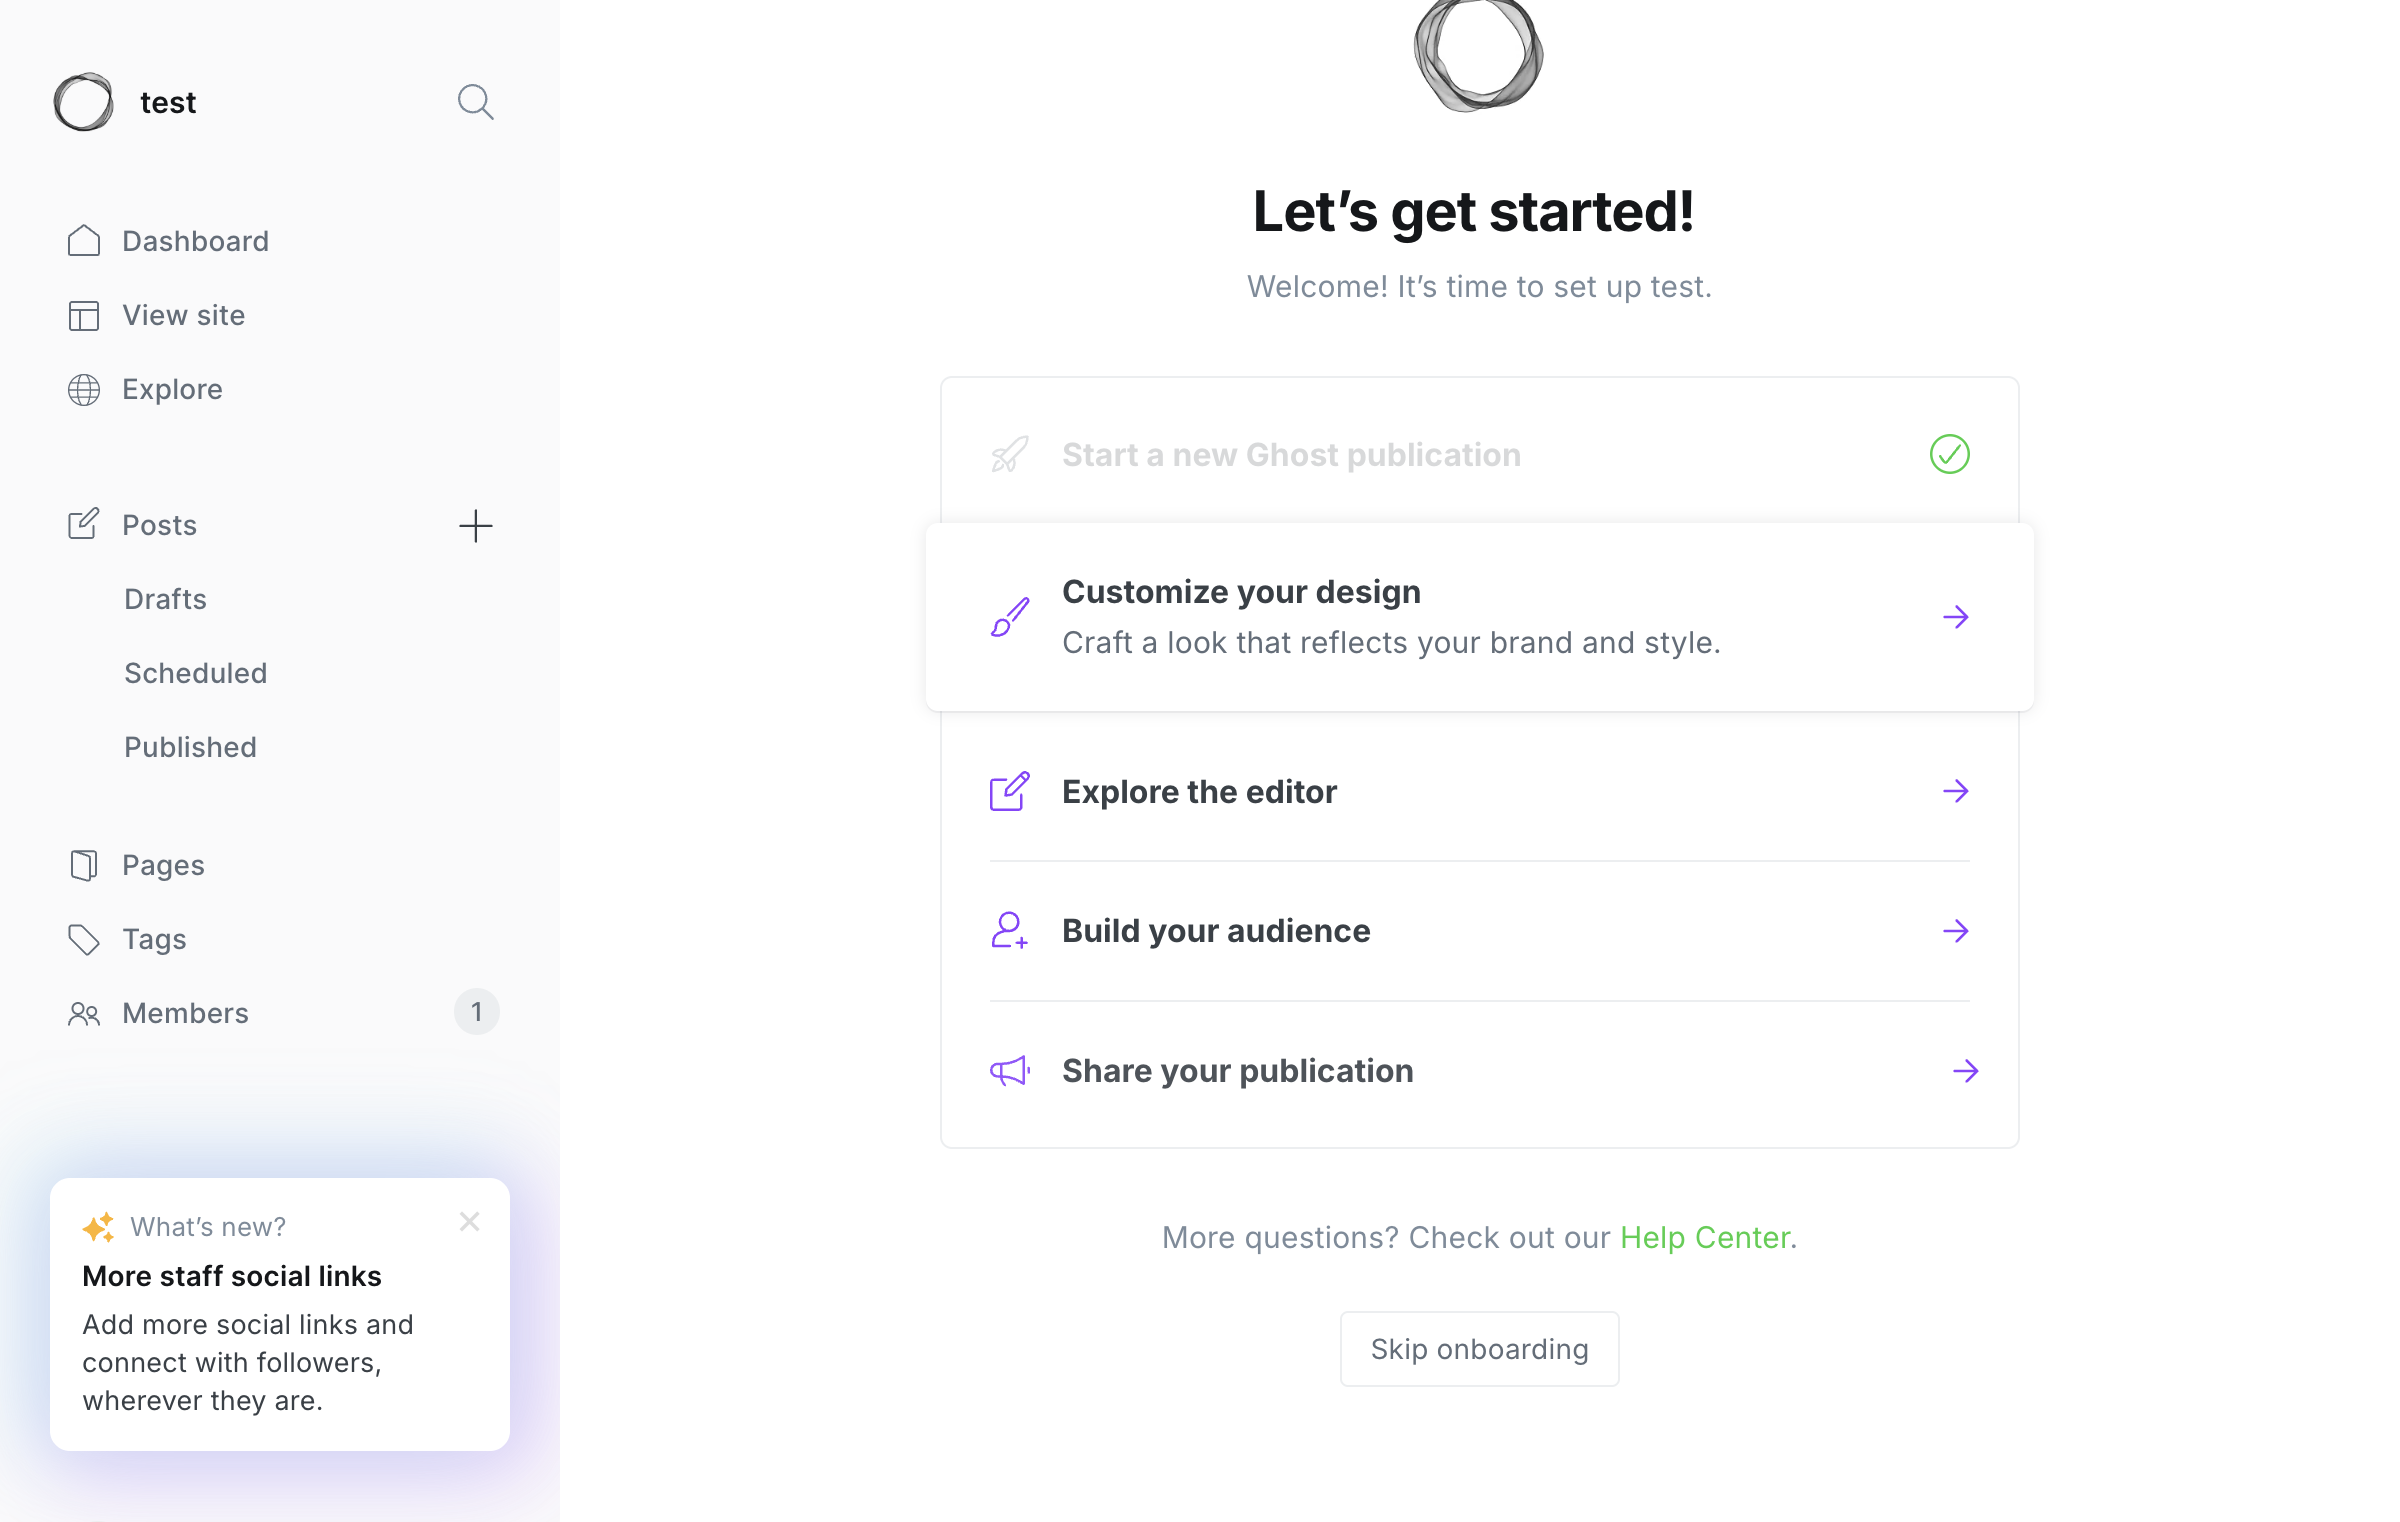 test
Dashboard
View site
Explore
Posts
Drafts
Scheduled
Published
Pages
Tags
Members
1
What’s new?
More staff social links
Add more social links and
connect with followers,
wherever they are.
Let’s get started!
Welcome! It’s time to set up test.
Start a new Ghost publication
Customize your design
Craft a look that reflects your brand and style.
Explore the editor
Build your audience
Share your publication
More questions? Check out our Help Center.
Skip onboarding